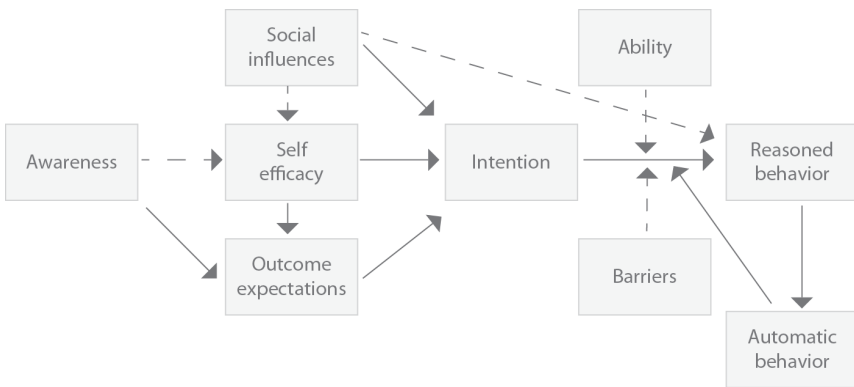 Social
influences
Ability
Awareness
Self
efficacy
Intention
Reasoned
behavior
Outcome
expectations
Barriers
Automatic
behavior